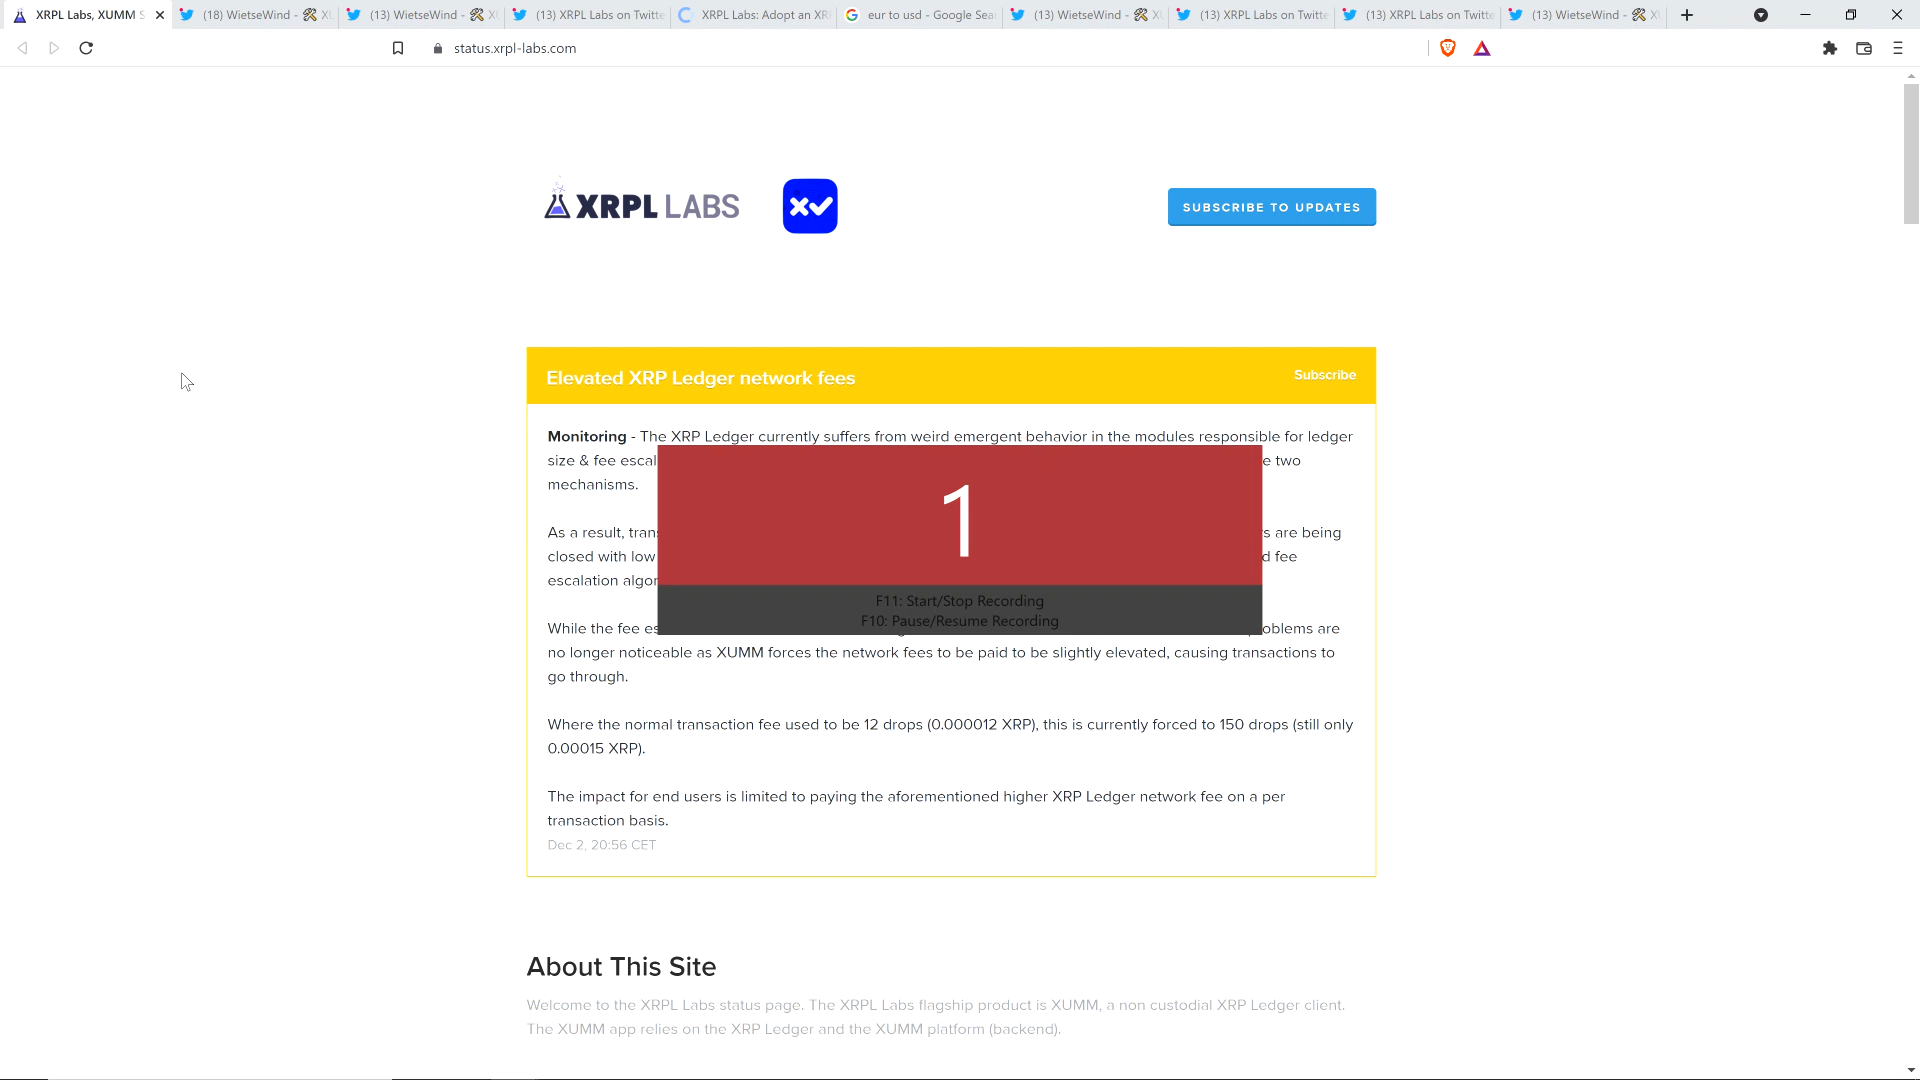 XRPL Labs, XUMM S
(18) WietseWind - 🛠 XU
(13) WietseWind - 🛠 XU
(13) XRPL Labs on Twitte
XRPL Labs: Adopt an XR
eur to usd - Google Sea
(13) WietseWind - 🛠 XU
(13) XRPL Labs on Twitte
(13) XRPL Labs on Twitte
(13) WietseWind - 🛠 XU
status.xrpl-labs.com
XRPL LABS
SUBSCRIBE TO UPDATES
Elevated XRP Ledger network fees
Subscribe
Monitoring - The XRP Ledger currently suffers from weird emergent behavior in the modules responsible for ledger
size & fee escal e two
mechanisms.
1
As a result, trans s are being
closed with low d fee
escalation algor
F11: Start/Stop Recording
F10: Pause/Resume Recording
While the fee es oblems are
no longer noticeable as XUMM forces the network fees to be paid to be slightly elevated, causing transactions to
go through.
Where the normal transaction fee used to be 12 drops (0.000012 XRP), this is currently forced to 150 drops (still only
0.00015 XRP).
The impact for end users is limited to paying the aforementioned higher XRP Ledger network fee on a per
transaction basis.
Dec 2, 20:56 CET
About This Site
Welcome to the XRPL Labs status page. The XRPL Labs flagship product is XUMM, a non custodial XRP Ledger client.
The XUMM app relies on the XRP Ledger and the XUMM platform (backend).